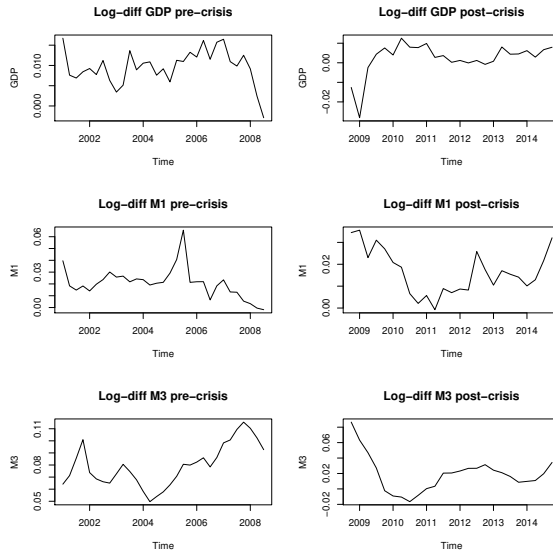 Log−diff GDP pre−crisis
GDP
0.000 0.010
2002 2004 2006 2008
Time
Log−diff GDP post−crisis
GDP
−0.02 0.00
2009 2010 2011 2012 2013 2014
Time
Log−diff M1 pre−crisis
M1
0.00 0.03 0.06
2002 2004 2006 2008
Time
Log−diff M1 post−crisis
M1
0.00 0.02
2009 2010 2011 2012 2013 2014
Time
Log−diff M3 pre−crisis
M3
0.05 0.08 0.11
2002 2004 2006 2008
Time
Log−diff M3 post−crisis
M3
−0.02 0.02 0.06
2009 2010 2011 2012 2013 2014
Time